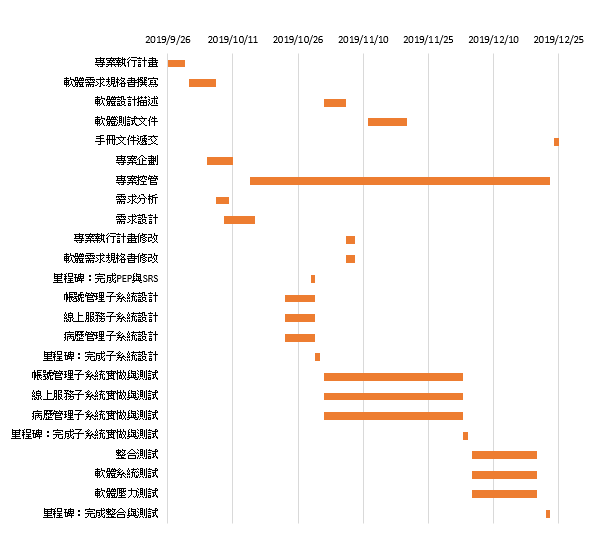 2019/9/26 2019/10/11 2019/10/26 2019/11/10 2019/11/25 2019/12/10 2019/12/25
專案執行計畫
軟體需求規格書撰寫
軟體設計描述
軟體測試文件
手冊文件遞交
專案企劃
專案控管
需求分析
需求設計
專案執行計畫修改
軟體需求規格書修改
里程碑：完成PEP與SRS
帳號管理子系統設計
線上服務子系統設計
病歷管理子系統設計
里程碑：完成子系統設計
帳號管理子系統實做與測試
線上服務子系統實做與測試
病歷管理子系統實做與測試
里程碑：完成子系統實做與測試
整合測試
軟體系統測試
軟體壓力測試
里程碑：完成整合與測試